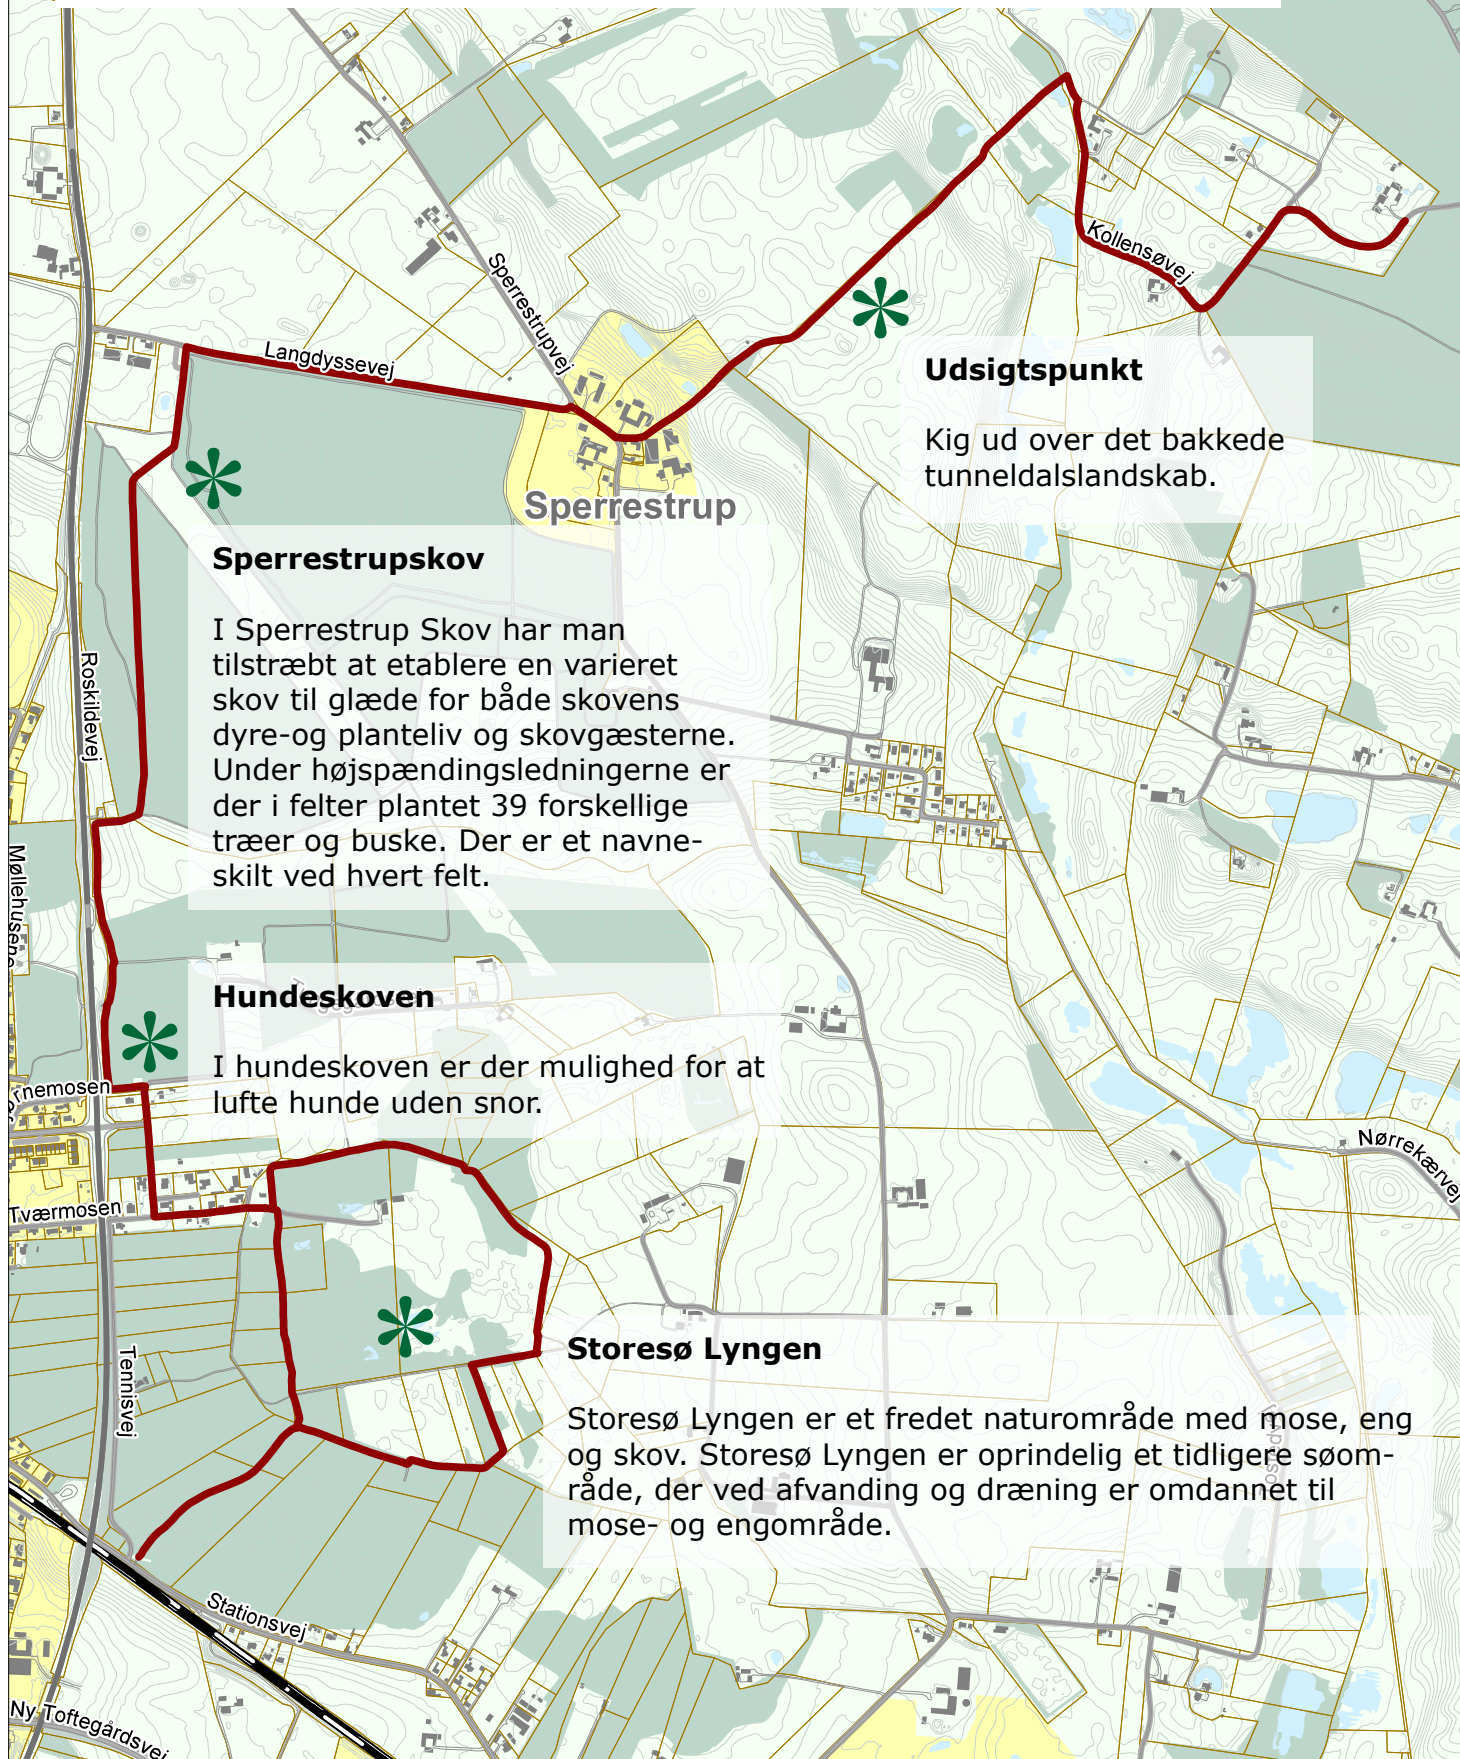 Langdyssevej
Sperrestrupvej
Kollensøvej
Udsigtspunkt
Kig ud over det bakkede
tunneldalslandskab.
Sperrestrup
Sperrestrupskov
I Sperrestrup Skov har man
tilstræbt at etablere en varieret
skov til glæde for både skovens
dyre-og planteliv og skovgæsterne.
Under højspændingsledningerne er
der i felter plantet 39 forskellige
træer og buske. Der er et navne-
skilt ved hvert felt.
Roskildevej
Møllehusene
Hundeskoven
I hundeskoven er der mulighed for at
lufte hunde uden snor.
Tværmosen
Nørrekærvej
Tennisvej
Storesø Lyngen
Storesø Lyngen er et fredet naturområde med mose, eng
og skov. Storesø Lyngen er oprindelig et tidligere søom-
råde, der ved afvanding og dræning er omdannet til
mose- og engområde.
Stationsvej
Ny Toftegårdsvej